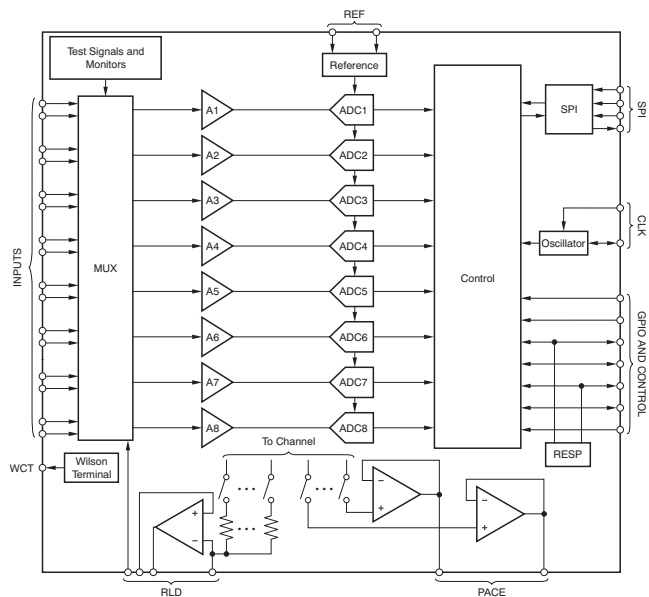 REF
Test Signals and
Monitors
Reference
A1
ADC1
SPI
SPI
A2
ADC2
A3
ADC3
CLK
A4
ADC4
Oscillator
INPUTS
MUX
Control
A5
ADC5
A6
ADC6
GPIO AND CONTROL
A7
ADC7
A8
ADC8
To Channel
RESP
WCT
Wilson
Terminal
RLD
PACE